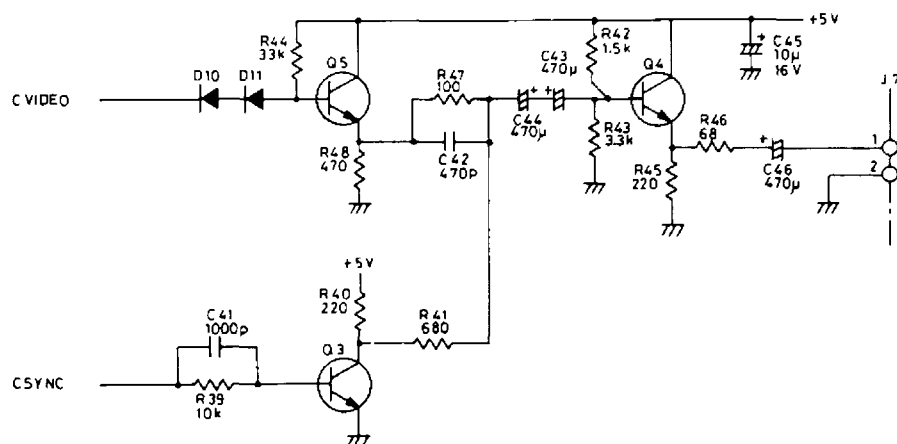 +5V
R44
33k
R42
1.5k
C43
470µ
+
C45
10µ
16V
Q5
Q4
J7
D10
D11
R47
100
CVIDEO
+
+
C44
470µ
R43
3.3k
R46
68
+
1
R48
470
C42
470p
R45
220
C46
470µ
2
+5V
R40
220
R41
680
C41
1000p
Q3
CSYNC
R39
10k